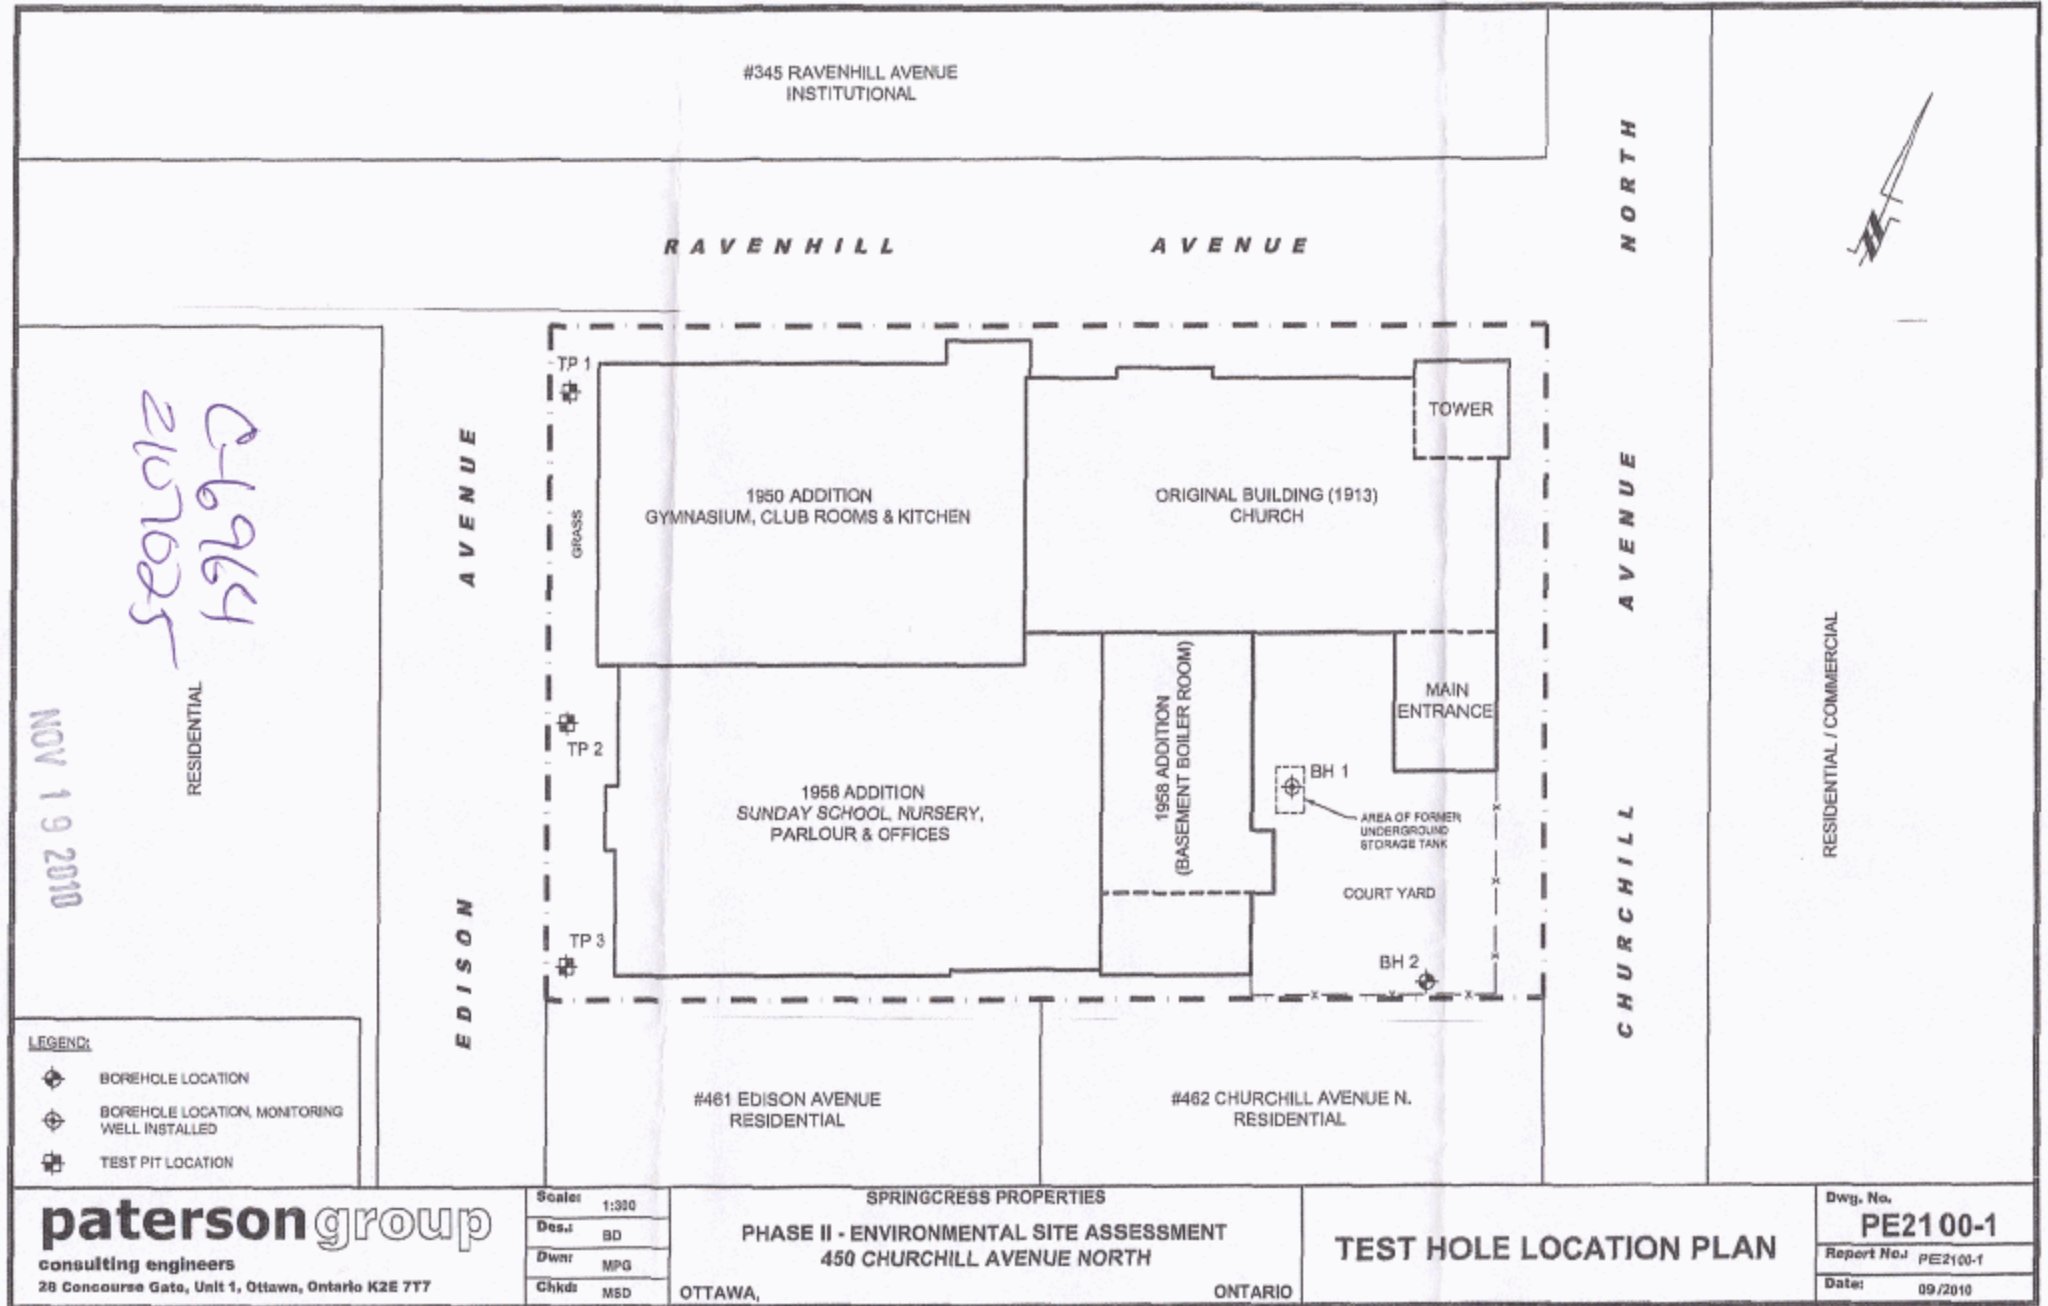 #345 RAVENHILL AVENUE
INSTITUTIONAL
RAVENHILL AVENUE
CHURCHILL AVENUE NORTH
EDISON AVENUE
C-6964
RESIDENTIAL
NOV 19 2010
TP 1
GRASS
1950 ADDITION
GYMNASIUM, CLUB ROOMS & KITCHEN
ORIGINAL BUILDING (1913)
CHURCH
TOWER
MAIN
ENTRANCE
RESIDENTIAL / COMMERCIAL
TP 2
1958 ADDITION
SUNDAY SCHOOL, NURSERY,
PARLOUR & OFFICES
1958 ADDITION
(BASEMENT BOILER ROOM)
BH 1
AREA OF FORMER
UNDERGROUND
STORAGE TANK
COURT YARD
TP 3
BH 2
#461 EDISON AVENUE
RESIDENTIAL
#462 CHURCHILL AVENUE N.
RESIDENTIAL
LEGEND:
BOREHOLE LOCATION
BOREHOLE LOCATION, MONITORING
WELL INSTALLED
TEST PIT LOCATION
patersongroup
consulting engineers
28 Concourse Gate, Unit 1, Ottawa, Ontario K2E 7T7
Scale: 1:300
Des.: BD
Dwn: MPG
Chkd: MSD
SPRINGCRESS PROPERTIES
PHASE II - ENVIRONMENTAL SITE ASSESSMENT
450 CHURCHILL AVENUE NORTH
OTTAWA, ONTARIO
TEST HOLE LOCATION PLAN
Dwg. No.
PE2100-1
Report No.: PE2100-1
Date: 09/2010